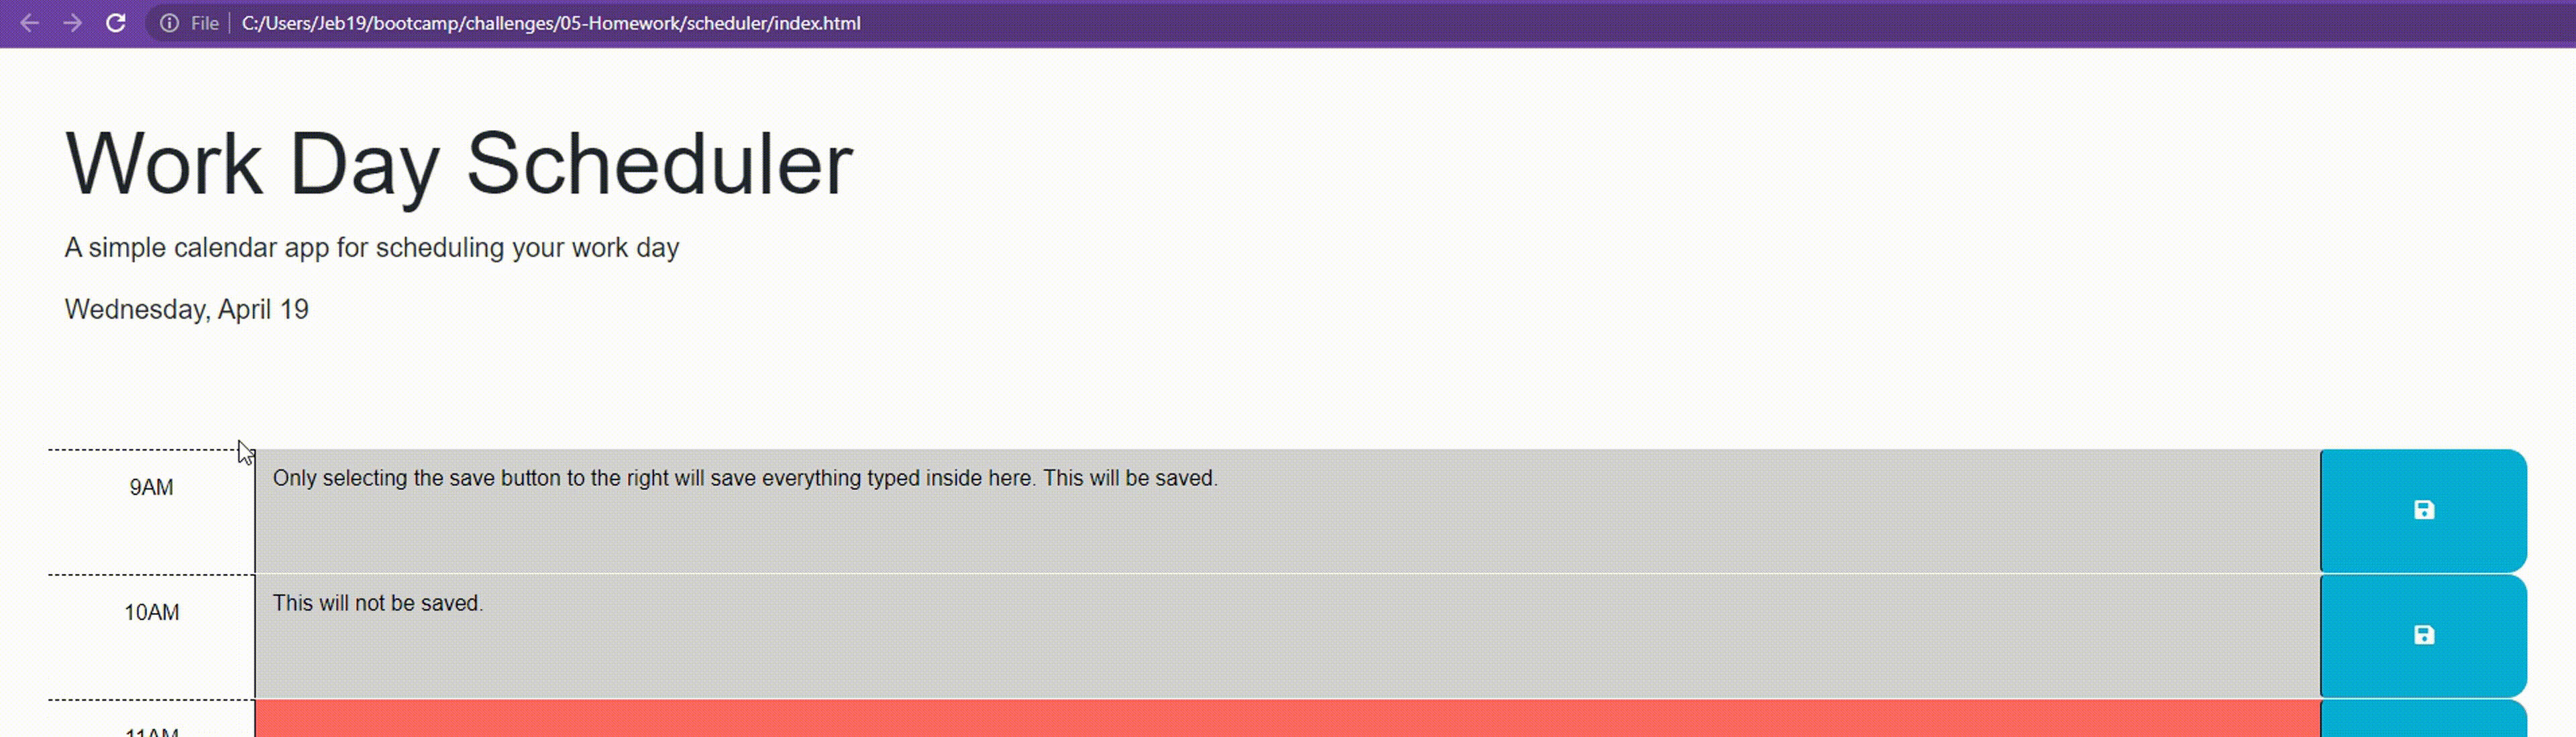 File C:/Users/Jeb19/bootcamp/challenges/05-Homework/scheduler/index.html
Work Day Scheduler
A simple calendar app for scheduling your work day
Wednesday, April 19
9AM Only selecting the save button to the right will save everything typed inside here. This will be saved.
10AM This will not be saved.
11AM